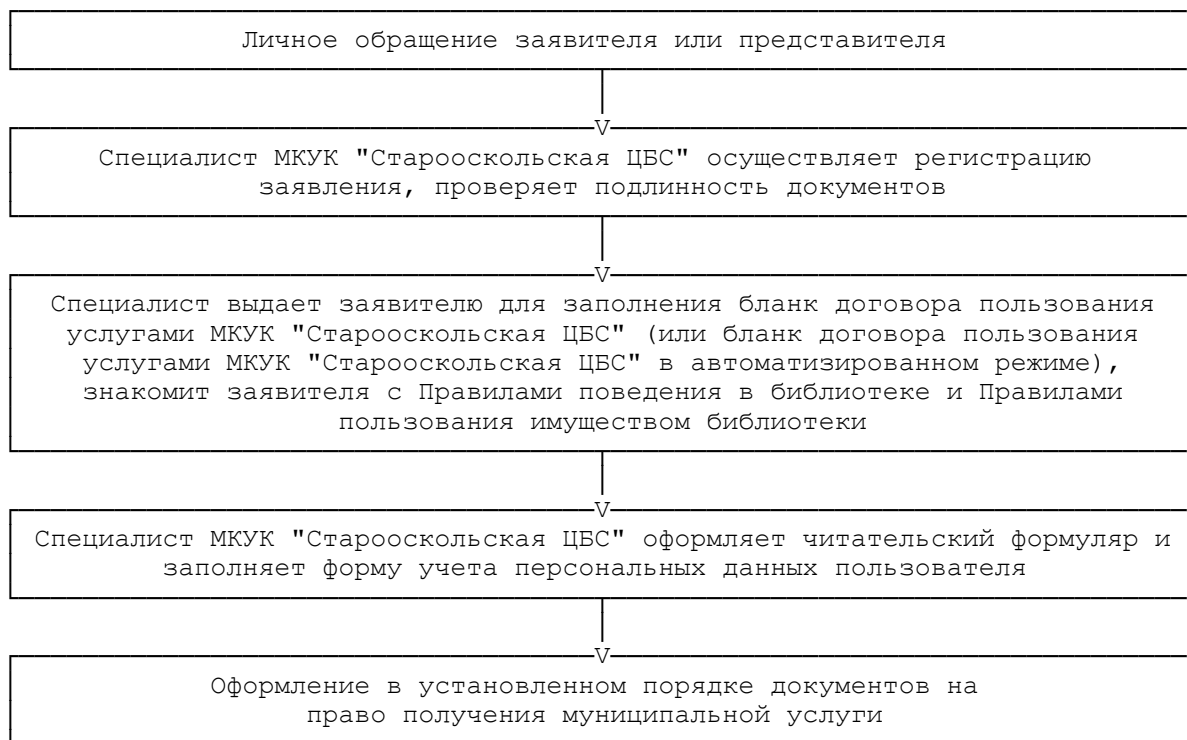 Личное обращение заявителя или представителя
V
Специалист МКУК "Старооскольская ЦБС" осуществляет регистрацию
заявления, проверяет подлинность документов
V
Специалист выдает заявителю для заполнения бланк договора пользования
услугами МКУК "Старооскольская ЦБС" (или бланк договора пользования
услугами МКУК "Старооскольская ЦБС" в автоматизированном режиме),
знакомит заявителя с Правилами поведения в библиотеке и Правилами
пользования имуществом библиотеки
V
Специалист МКУК "Старооскольская ЦБС" оформляет читательский формуляр и
заполняет форму учета персональных данных пользователя
V
Оформление в установленном порядке документов на
право получения муниципальной услуги